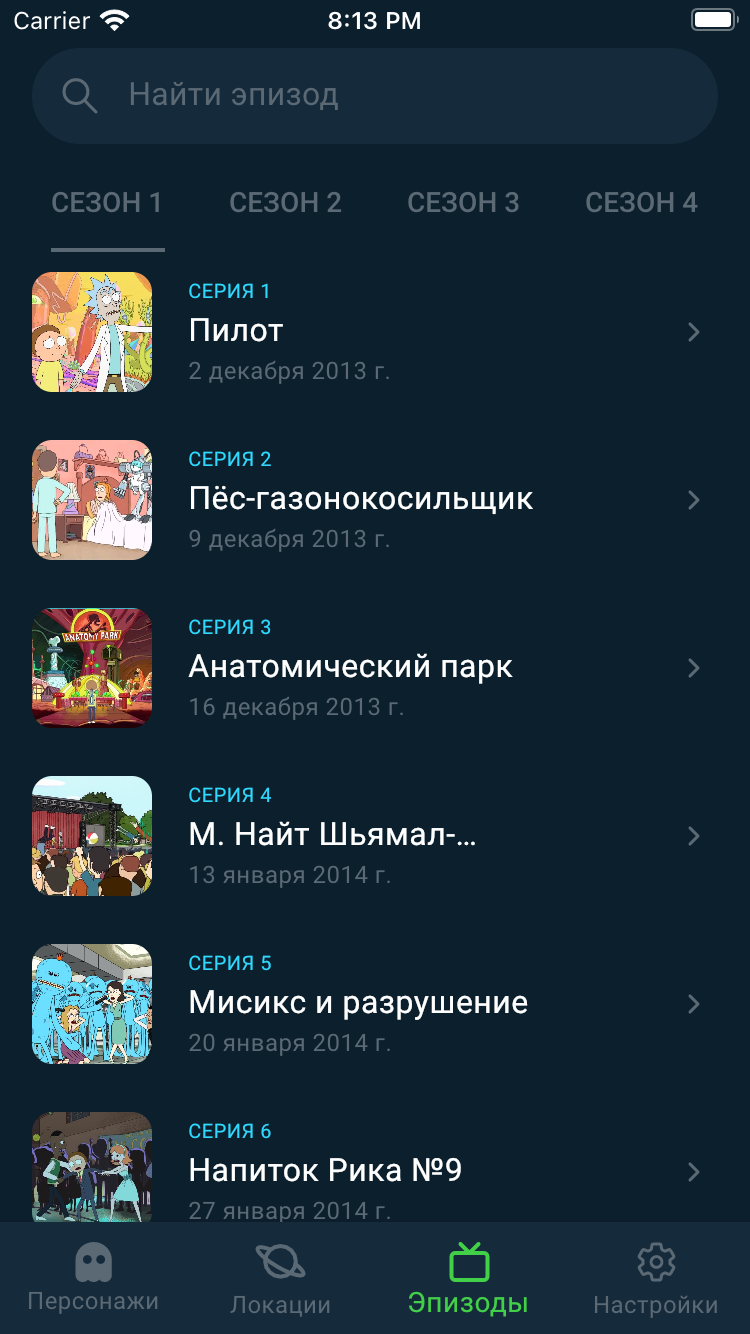 Carrier 8:13 PM
Найти эпизод
СЕЗОН 1 СЕЗОН 2 СЕЗОН 3 СЕЗОН 4
СЕРИЯ 1
Пилот
2 декабря 2013 г.
СЕРИЯ 2
Пёс-газонокосильщик
9 декабря 2013 г.
ANATOMY PARK
СЕРИЯ 3
Анатомический парк
16 декабря 2013 г.
СЕРИЯ 4
М. Найт Шьямал-...
13 января 2014 г.
СЕРИЯ 5
Мисикс и разрушение
20 января 2014 г.
СЕРИЯ 6
Напиток Рика №9
27 января 2014 г.
Персонажи Локации Эпизоды Настройки